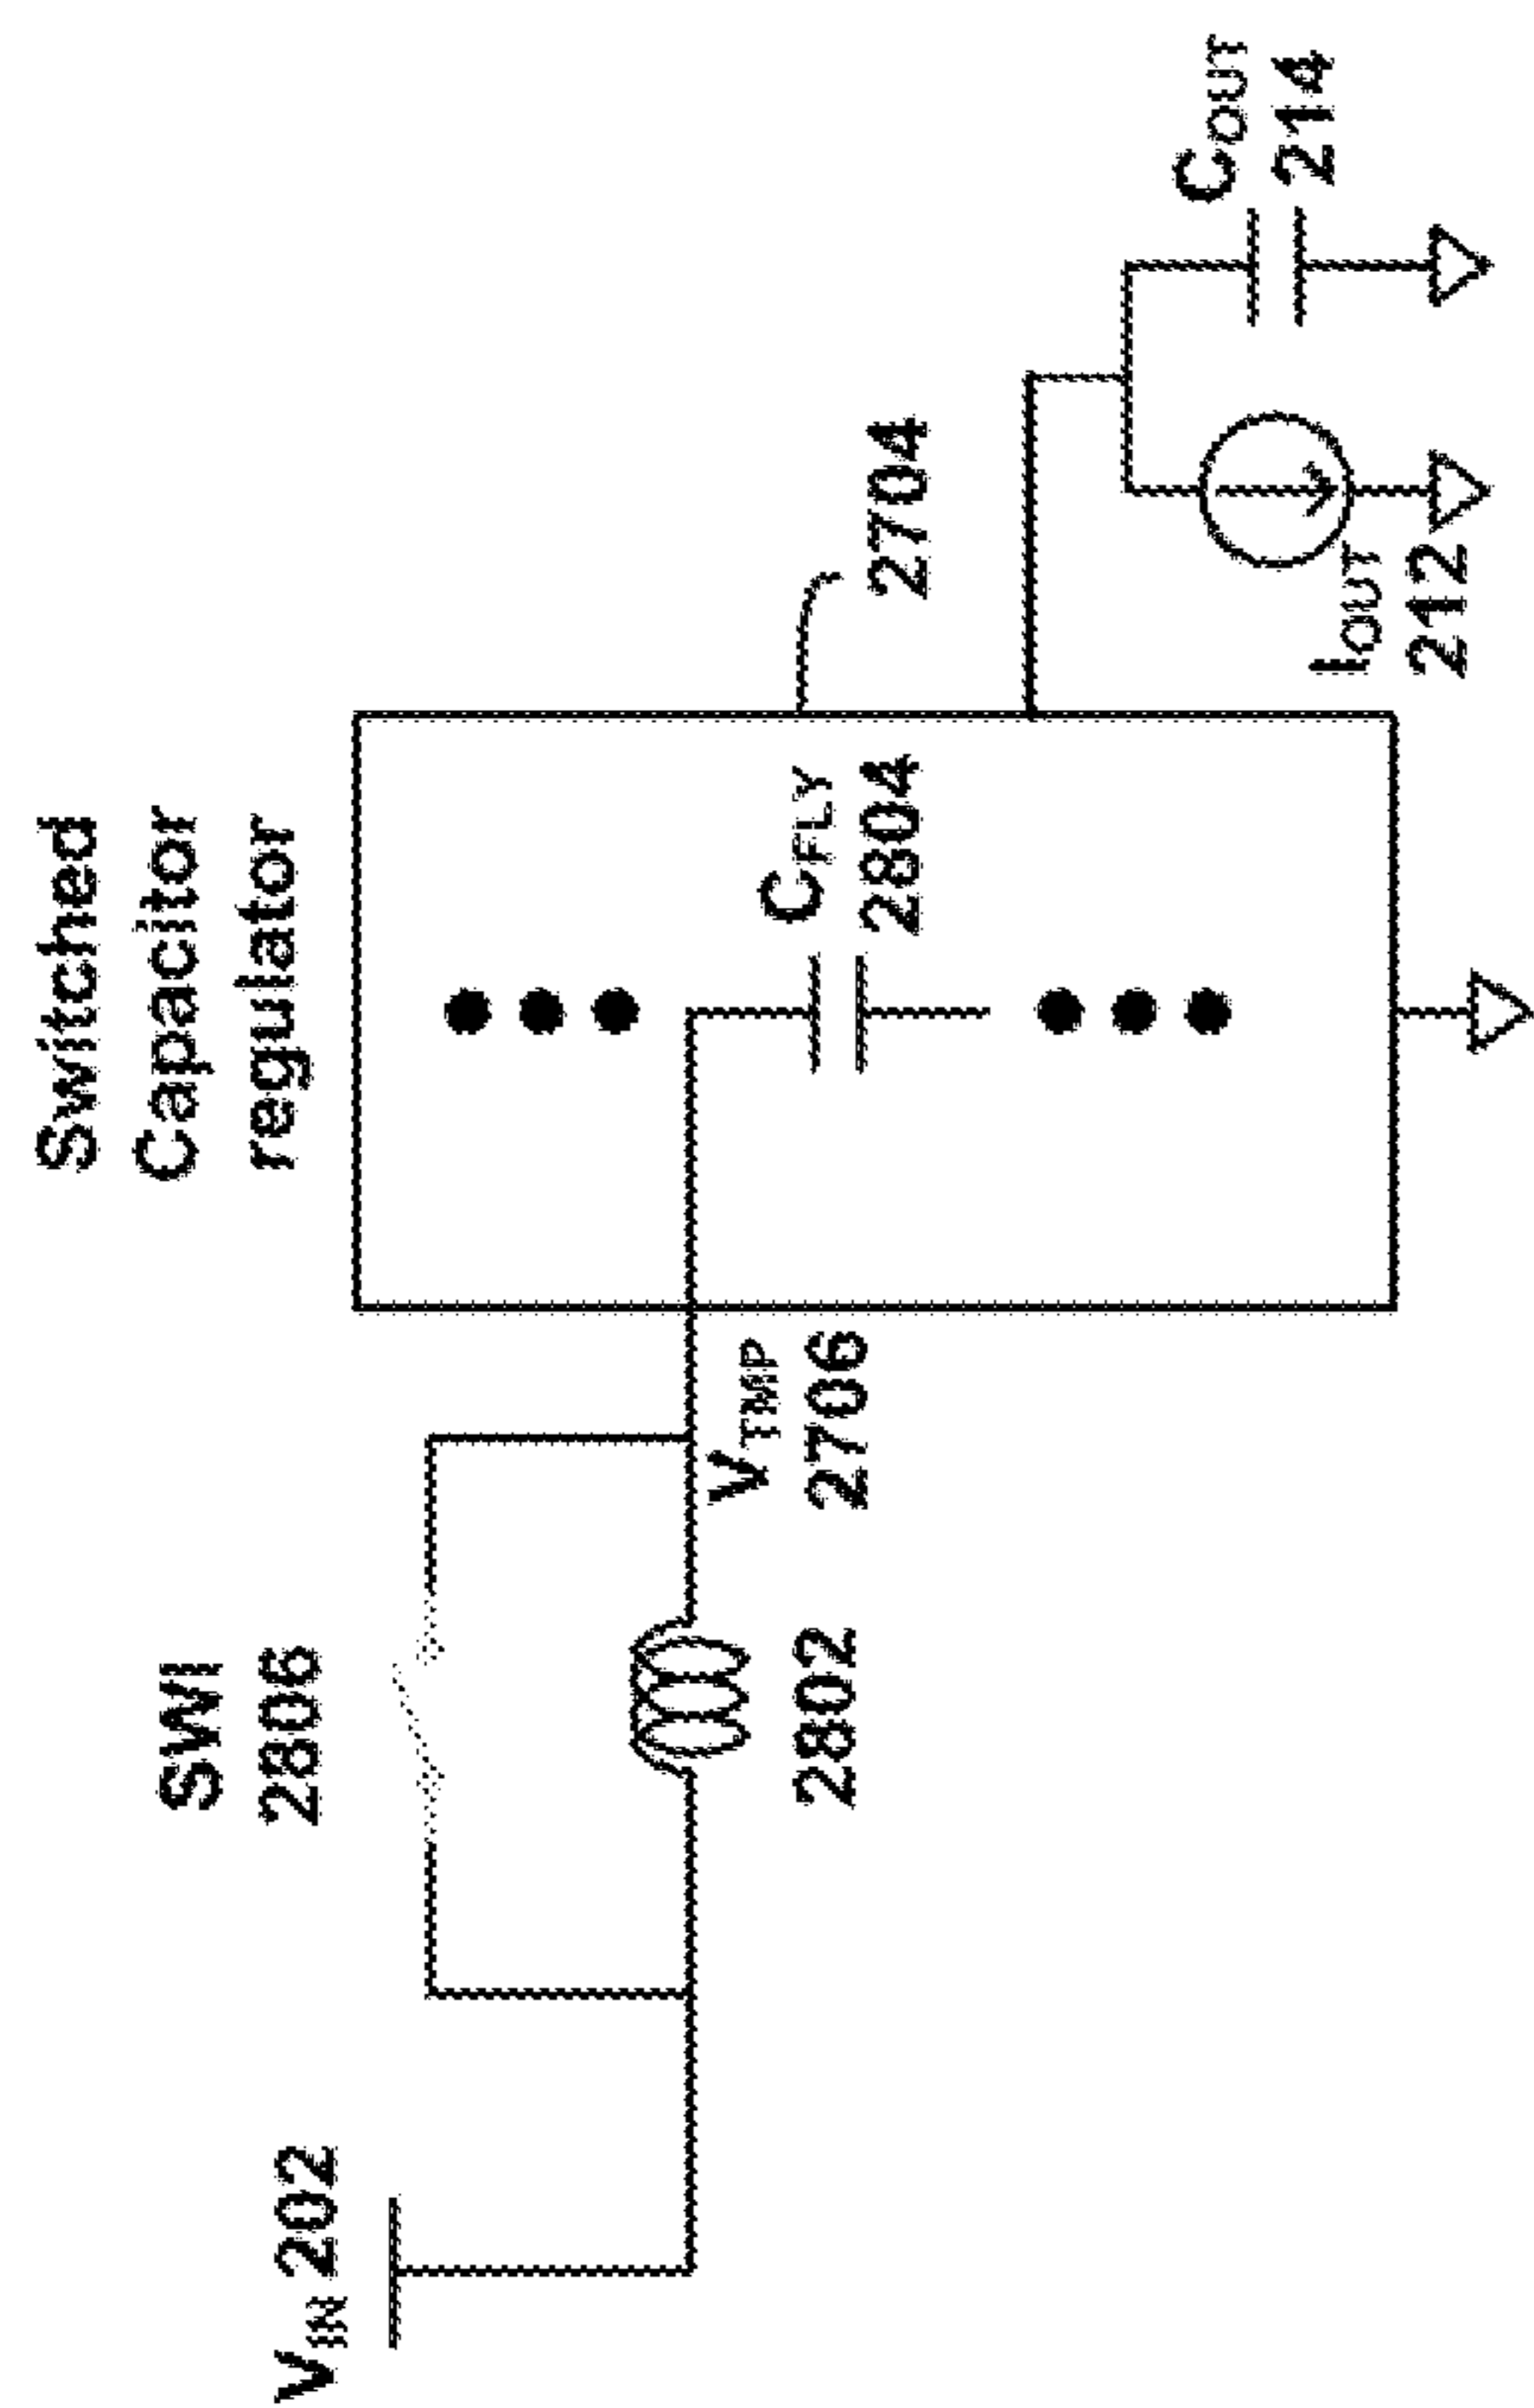 Switched
Capacitor
regulator
SWI
2806
VIN 202
2802
VTMP
2706
CFLY
2804
2704
IOUT
212
COUT
214